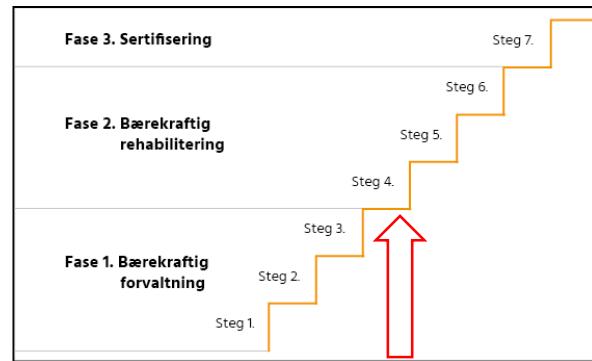 Fase 3. Sertifisering
Steg 7.
Steg 6.
Fase 2. Bærekraftig
rehabilitering
Steg 5.
Steg 4.
Steg 3.
Fase 1. Bærekraftig
forvaltning
Steg 2.
Steg 1.